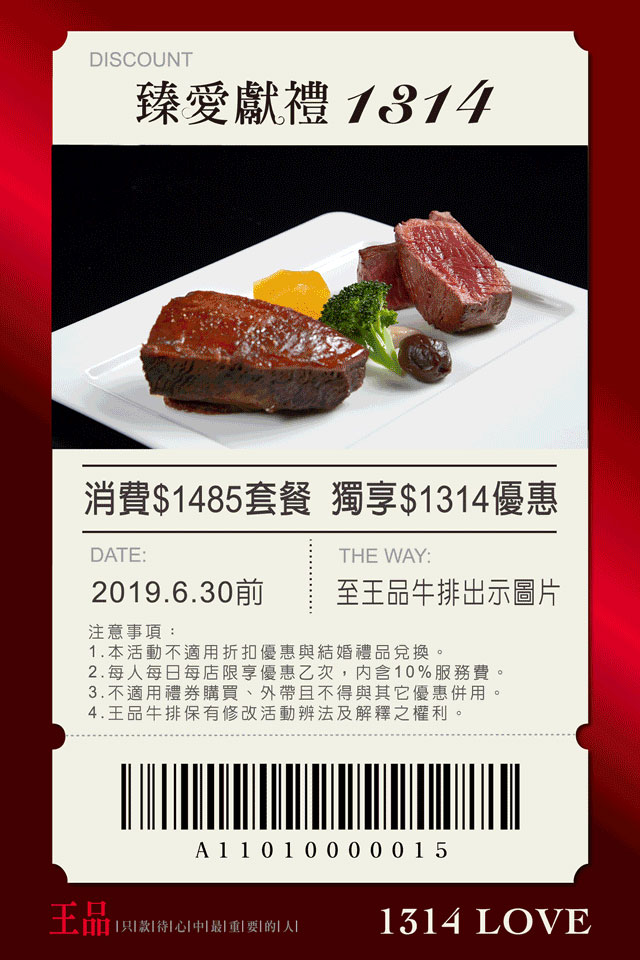 DISCOUNT
臻愛獻禮 1314
消費$1485套餐 獨享$1314優惠
DATE:
2019.6.30前
THE WAY:
至王品牛排出示圖片
注意事項：
1.本活動不適用折扣優惠與結婚禮品兌換。
2.每人每日每店限享優惠乙次，內含10%服務費。
3.不適用禮券購買、外帶且不得與其它優惠併用。
4.王品牛排保有修改活動辨法及解釋之權利。
A11010000015
王品 |只|款|待|心|中|最|重|要|的|人|
1314 LOVE